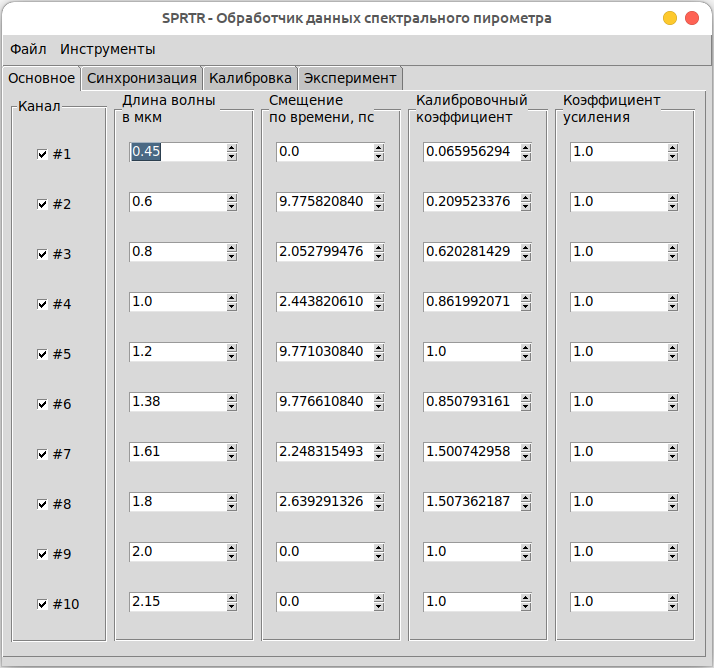 SPRTR - Обработчик данных спектрального пирометра
Файл Инструменты
Основное Синхронизация Калибровка Эксперимент
Канал
Длина волны
в мкм
Смещение
по времени, пс
Калибровочный
коэффициент
Коэффициент
усиления
#1 0.45 0.0 0.065956294 1.0
#2 0.6 9.775820840 0.209523376 1.0
#3 0.8 2.052799476 0.620281429 1.0
#4 1.0 2.443820610 0.861992071 1.0
#5 1.2 9.771030840 1.0 1.0
#6 1.38 9.776610840 0.850793161 1.0
#7 1.61 2.248315493 1.500742958 1.0
#8 1.8 2.639291326 1.507362187 1.0
#9 2.0 0.0 1.0 1.0
#10 2.15 0.0 1.0 1.0